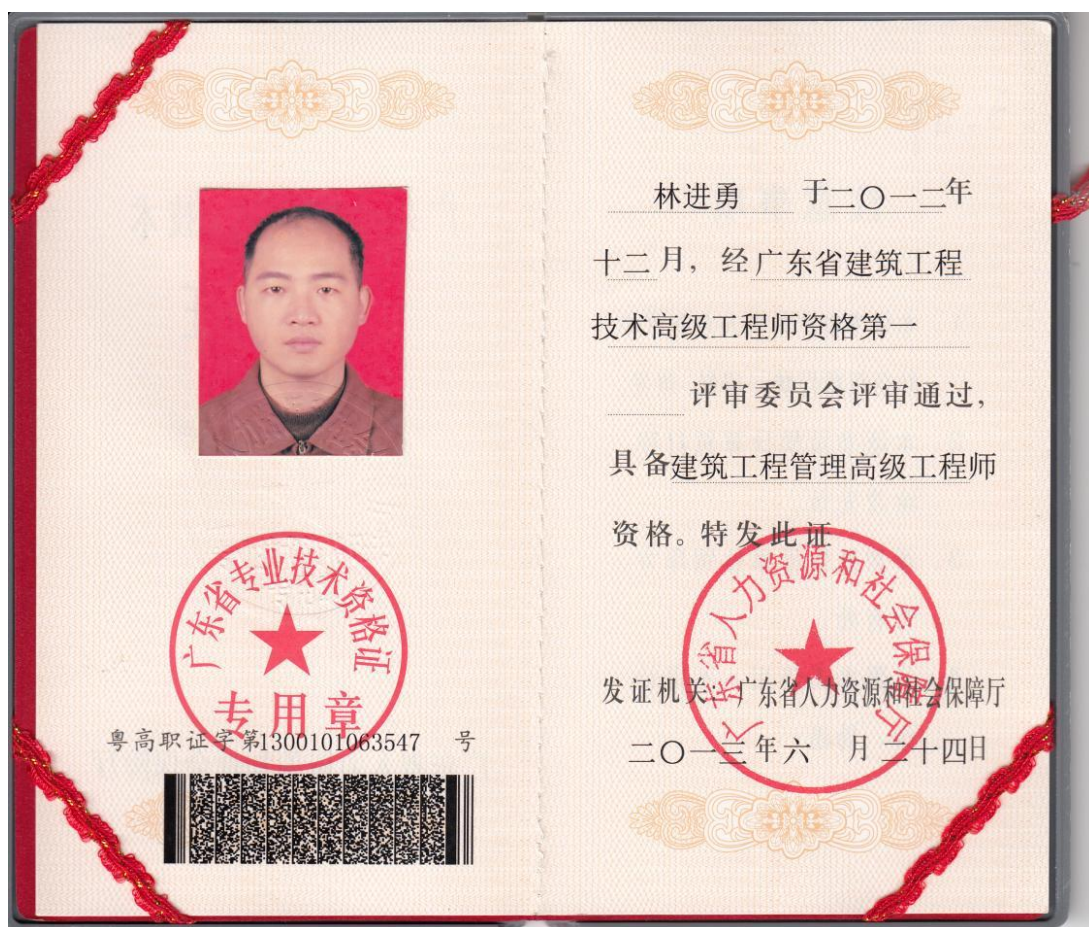 广东省专业技术资格证
专用章
粤高职证字第1300101063547 号
林进勇 于二〇一二年
十二月，经广东省建筑工程
技术高级工程师资格第一
评审委员会评审通过，
具备建筑工程管理高级工程师
资格。特发此证
广东省人力资源和社会保障厅
发证机关：广东省人力资源和社会保障厅
二〇一三年六 月二十四日